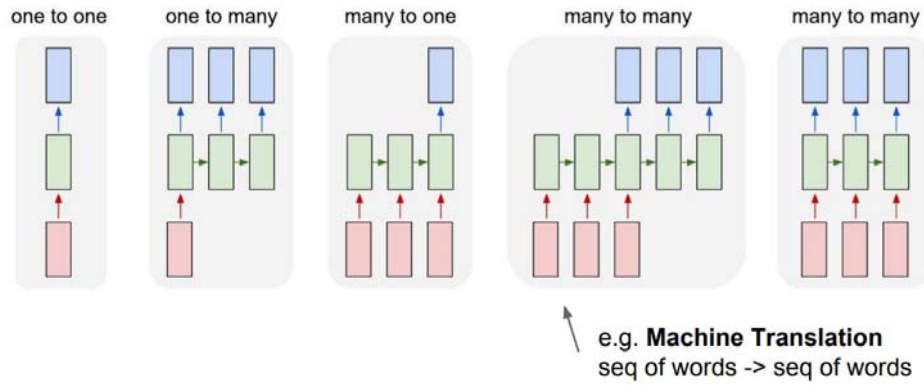 one to one
one to many
many to one
many to many
many to many
e.g. Machine Translation
seq of words -> seq of words